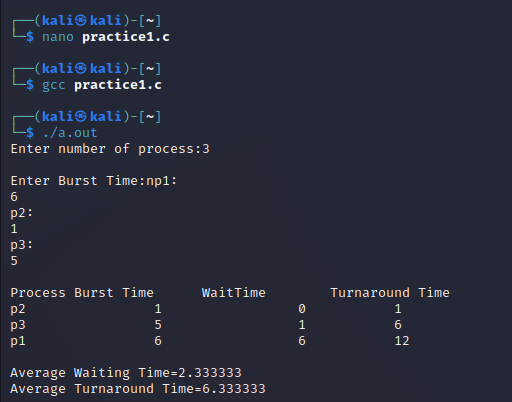 ┌──(kali㉿kali)-[~]
└─$ nano practice1.c
┌──(kali㉿kali)-[~]
└─$ gcc practice1.c
┌──(kali㉿kali)-[~]
└─$ ./a.out
Enter number of process:3
Enter Burst Time:np1:
6
p2:
1
p3:
5
Process Burst Time      WaitTime        Turnaround Time
p2                1                 0           1
p3                5                 1           6
p1                6                 6           12
Average Waiting Time=2.333333
Average Turnaround Time=6.333333